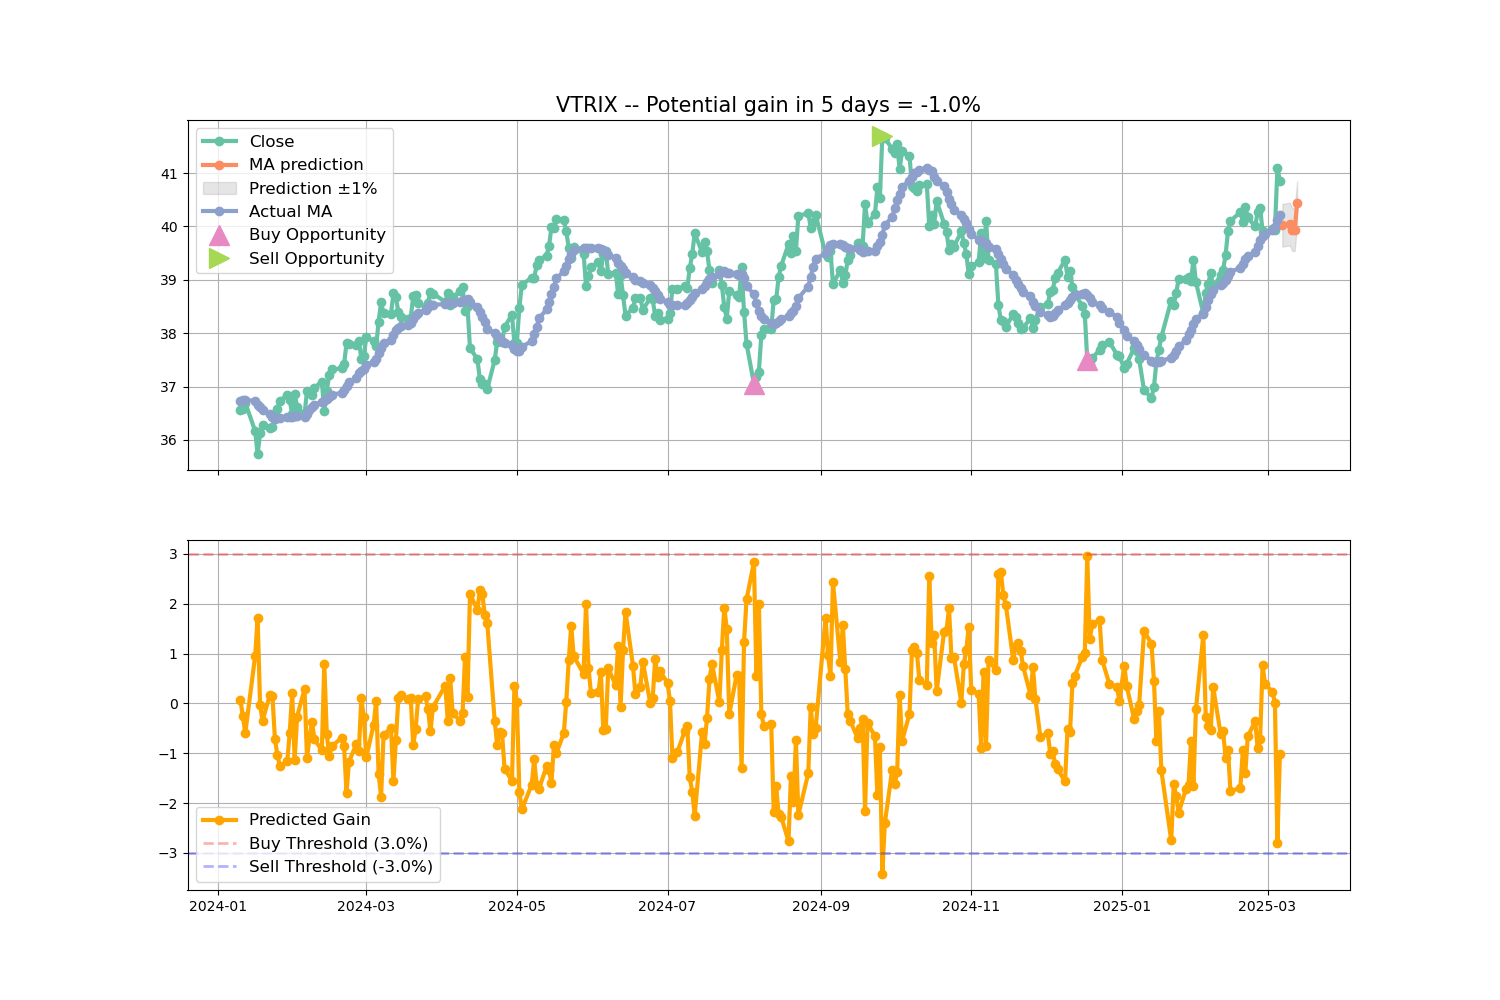 VTRIX -- Potential gain in 5 days = -1.0%
Close
MA prediction
Prediction ±1%
Actual MA
Buy Opportunity
Sell Opportunity
41
40
39
38
37
36
3
2
1
0
−1
−2
−3
Predicted Gain
Buy Threshold (3.0%)
Sell Threshold (-3.0%)
2024-01 2024-03 2024-05 2024-07 2024-09 2024-11 2025-01 2025-03